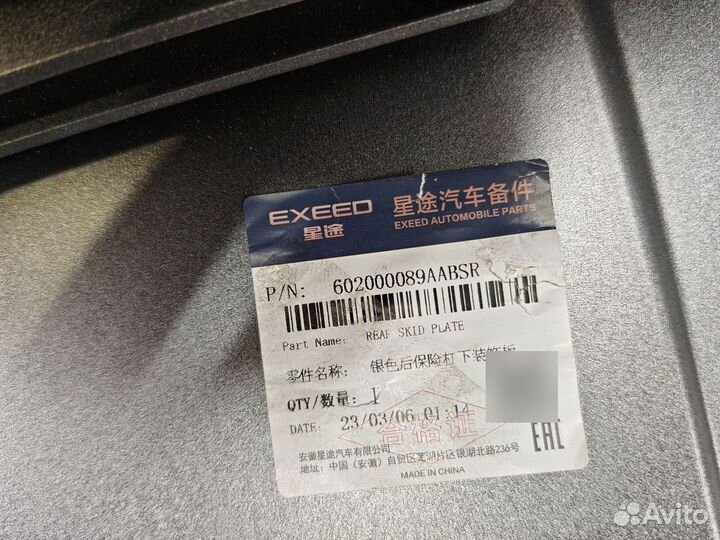 EXEED 星途汽车备件
星途 EXEED AUTOMOBILE PARTS
P/N: 602000089AABSR
Part Name: REAR SKID PLATE
零件名称: 银色后保险杠下装饰板
QTY/数量: 1
DATE: 23/03/06 01:14
合格证
EAC
安徽星途汽车有限公司
地址: 中国（安徽）自贸区芜湖片区银湖北路236号
MADE IN CHINA
Avito